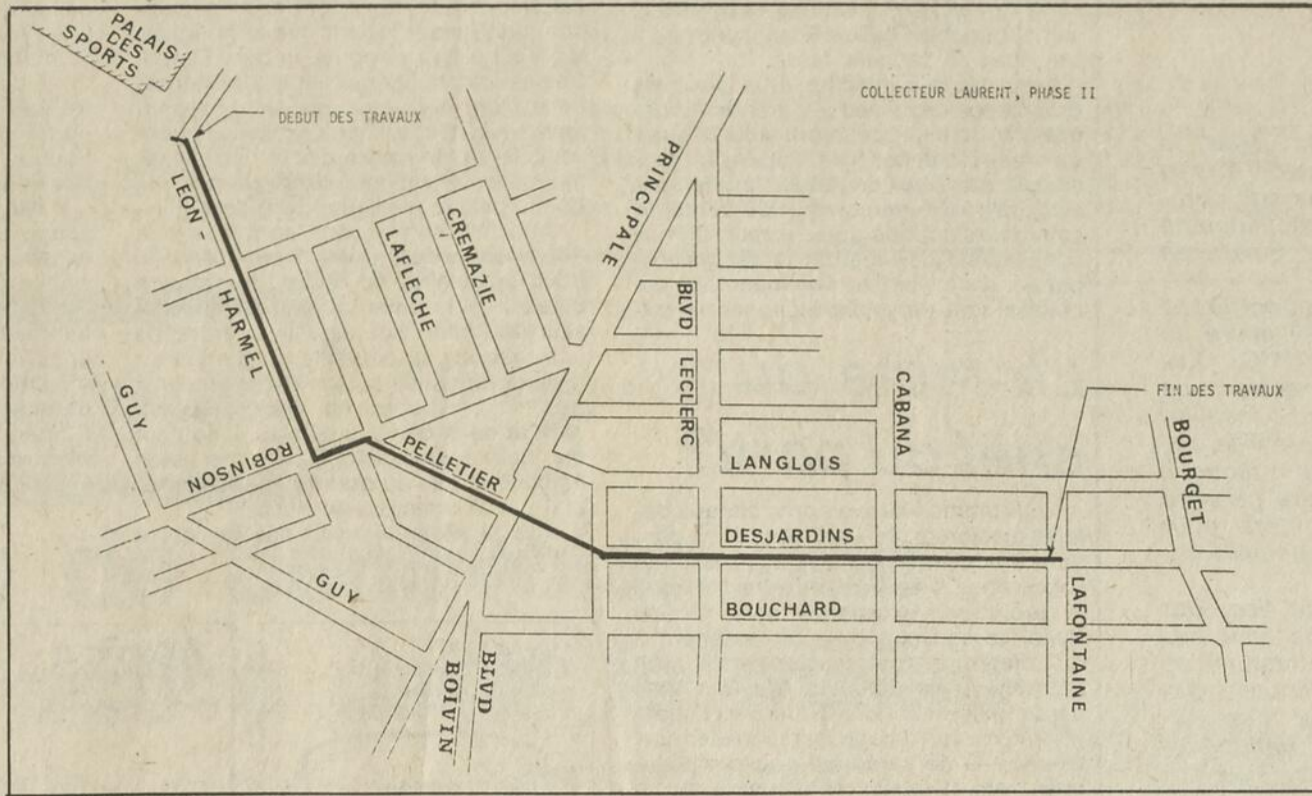 PALAIS
DES
SPORTS
COLLECTEUR LAURENT, PHASE II
DEBUT DES TRAVAUX
LEON -
HARMEL
LAFLECHE
CREMAZIE
PRINCIPALE
BLVD
LECLERC
CABANA
FIN DES TRAVAUX
BOURGET
GUY
ROBINSON
PELLETIER
LANGLOIS
DESJARDINS
GUY
BOUCHARD
LAFONTAINE
BLVD
BOIVIN